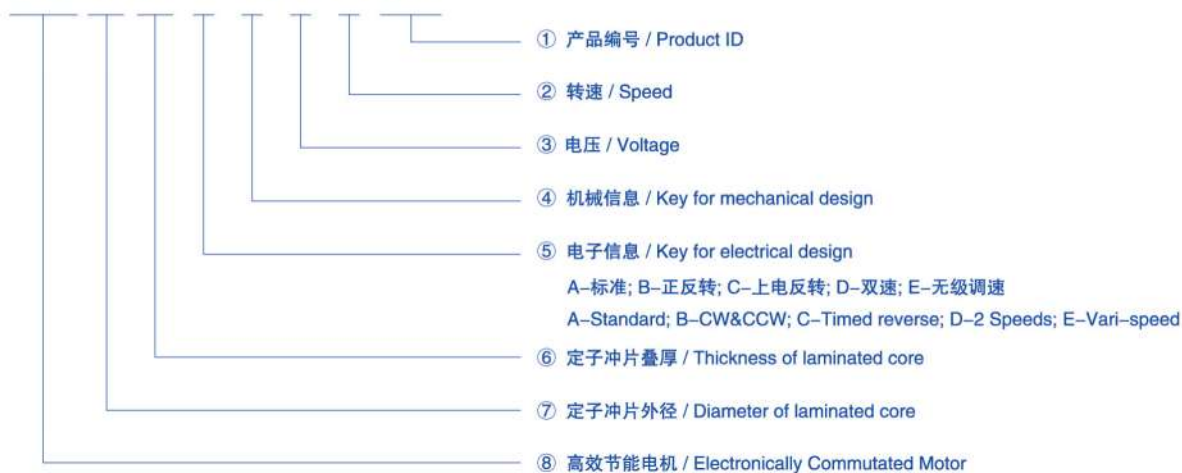 ① 产品编号 / Product ID
② 转速 / Speed
③ 电压 / Voltage
④ 机械信息 / Key for mechanical design
⑤ 电子信息 / Key for electrical design
A–标准; B–正反转; C–上电反转; D–双速; E–无级调速
A–Standard; B–CW&CCW; C–Timed reverse; D–2 Speeds; E–Vari–speed
⑥ 定子冲片叠厚 / Thickness of laminated core
⑦ 定子冲片外径 / Diameter of laminated core
⑧ 高效节能电机 / Electronically Commutated Motor